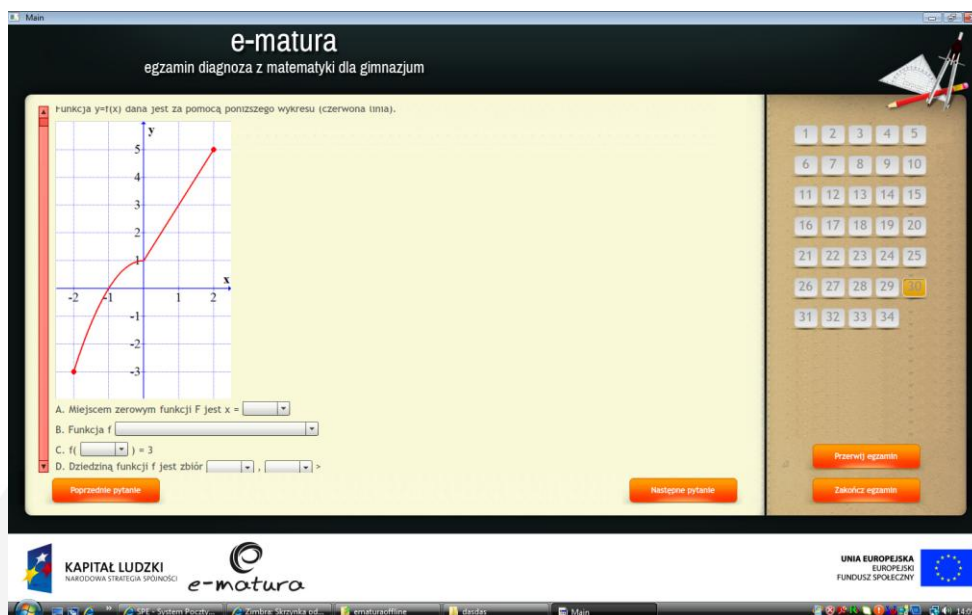 Main
e-matura
egzamin diagnoza z matematyki dla gimnazjum
Funkcja y=f(x) dana jest za pomocą poniższego wykresu (czerwona linia).
y
5
4
3
2
1
x
-2 -1 1 2
-1
-2
-3
A. Miejscem zerowym funkcji F jest x =
B. Funkcja f
C. f( ) = 3
D. Dziedziną funkcji f jest zbiór , >
Poprzednie pytanie
Następne pytanie
1 2 3 4 5
6 7 8 9 10
11 12 13 14 15
16 17 18 19 20
21 22 23 24 25
26 27 28 29 30
31 32 33 34
Przerwij egzamin
Zakończ egzamin
KAPITAŁ LUDZKI
NARODOWA STRATEGIA SPÓJNOŚCI
e-matura
UNIA EUROPEJSKA
EUROPEJSKI
FUNDUSZ SPOŁECZNY
SPE - System Poczty... Zimbra: Skrzynka od... ematuraoffline dasdas Main